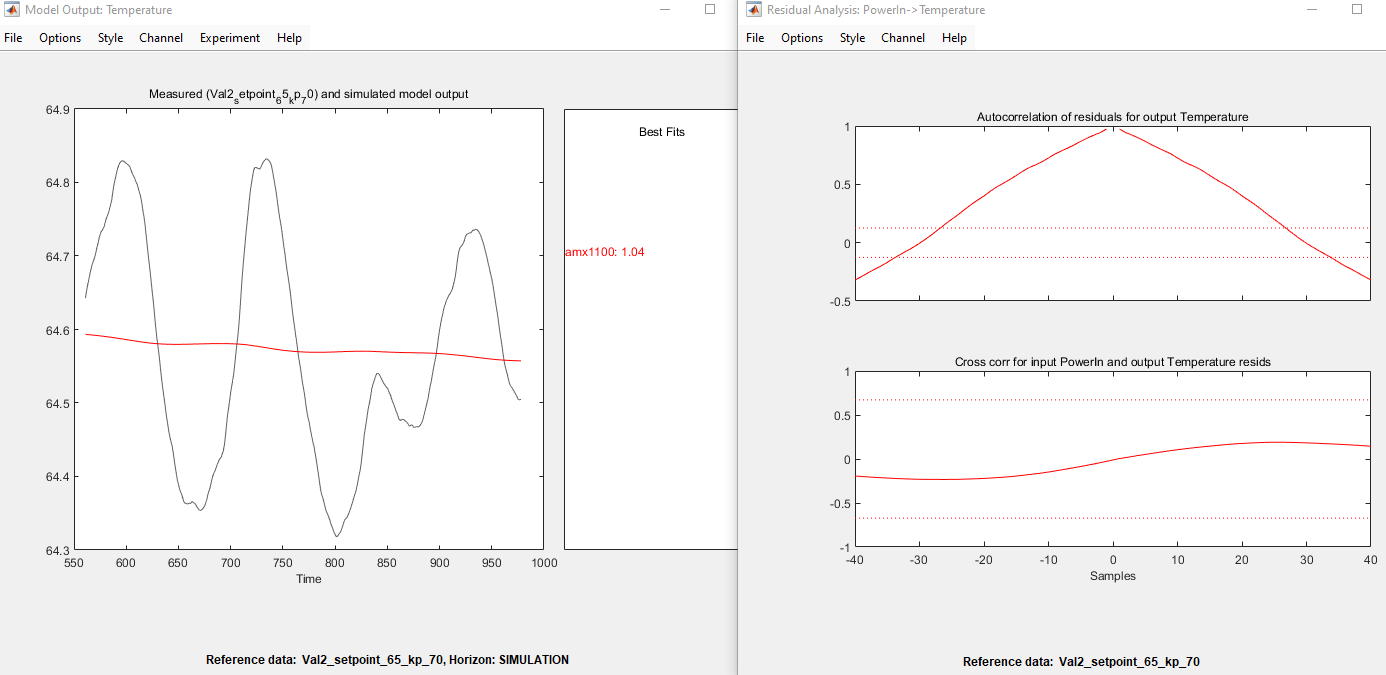 Model Output: Temperature
File Options Style Channel Experiment Help
Measured (Val2_setpoint_65_kp_70) and simulated model output
64.9
64.8
64.7
64.6
64.5
64.4
64.3
550 600 650 700 750 800 850 900 950 1000
Time
Best Fits
amx1100: 1.04
Reference data: Val2_setpoint_65_kp_70, Horizon: SIMULATION
Residual Analysis: PowerIn->Temperature
File Options Style Channel Help
Autocorrelation of residuals for output Temperature
1
0.5
0
-0.5
Cross corr for input PowerIn and output Temperature resids
1
0.5
0
-0.5
-1
-40 -30 -20 -10 0 10 20 30 40
Samples
Reference data: Val2_setpoint_65_kp_70